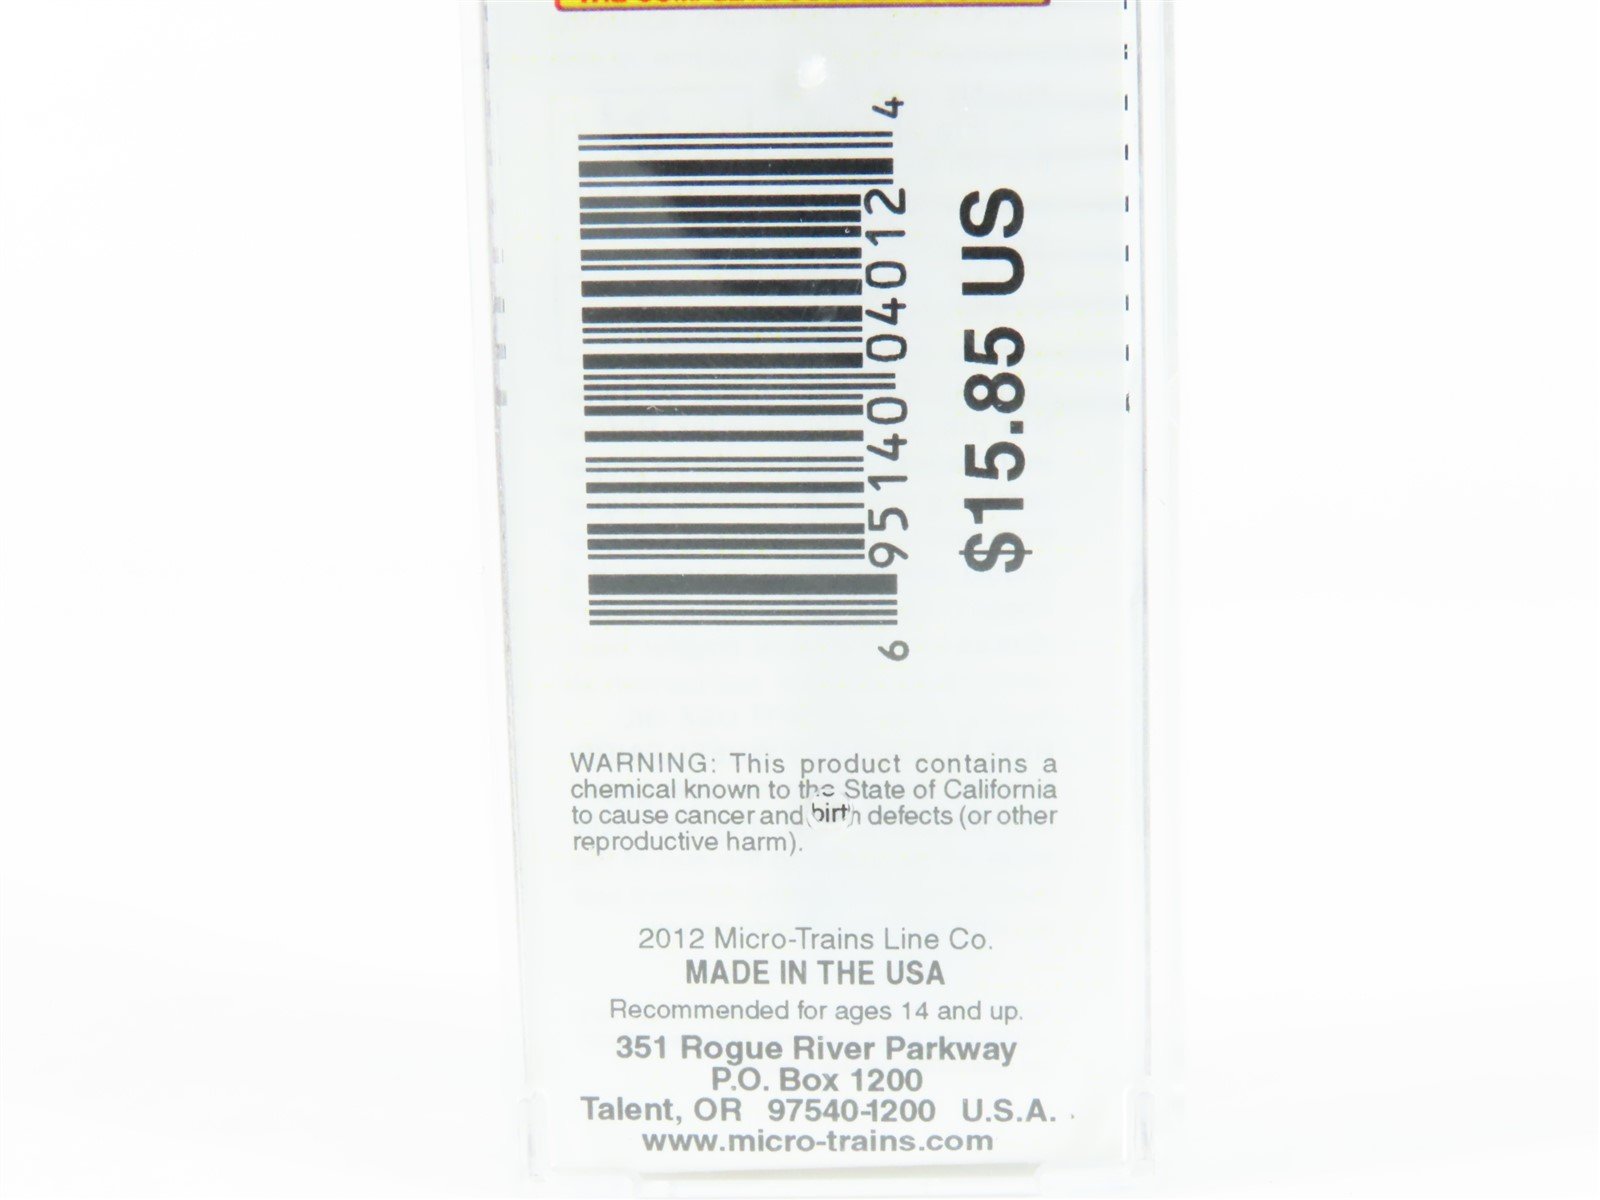 6 95140 04012 4
$15.85 US
WARNING: This product contains a
chemical known to the State of California
to cause cancer and birth defects (or other
reproductive harm).
2012 Micro-Trains Line Co.
MADE IN THE USA
Recommended for ages 14 and up.
351 Rogue River Parkway
P.O. Box 1200
Talent, OR 97540-1200 U.S.A.
www.micro-trains.com